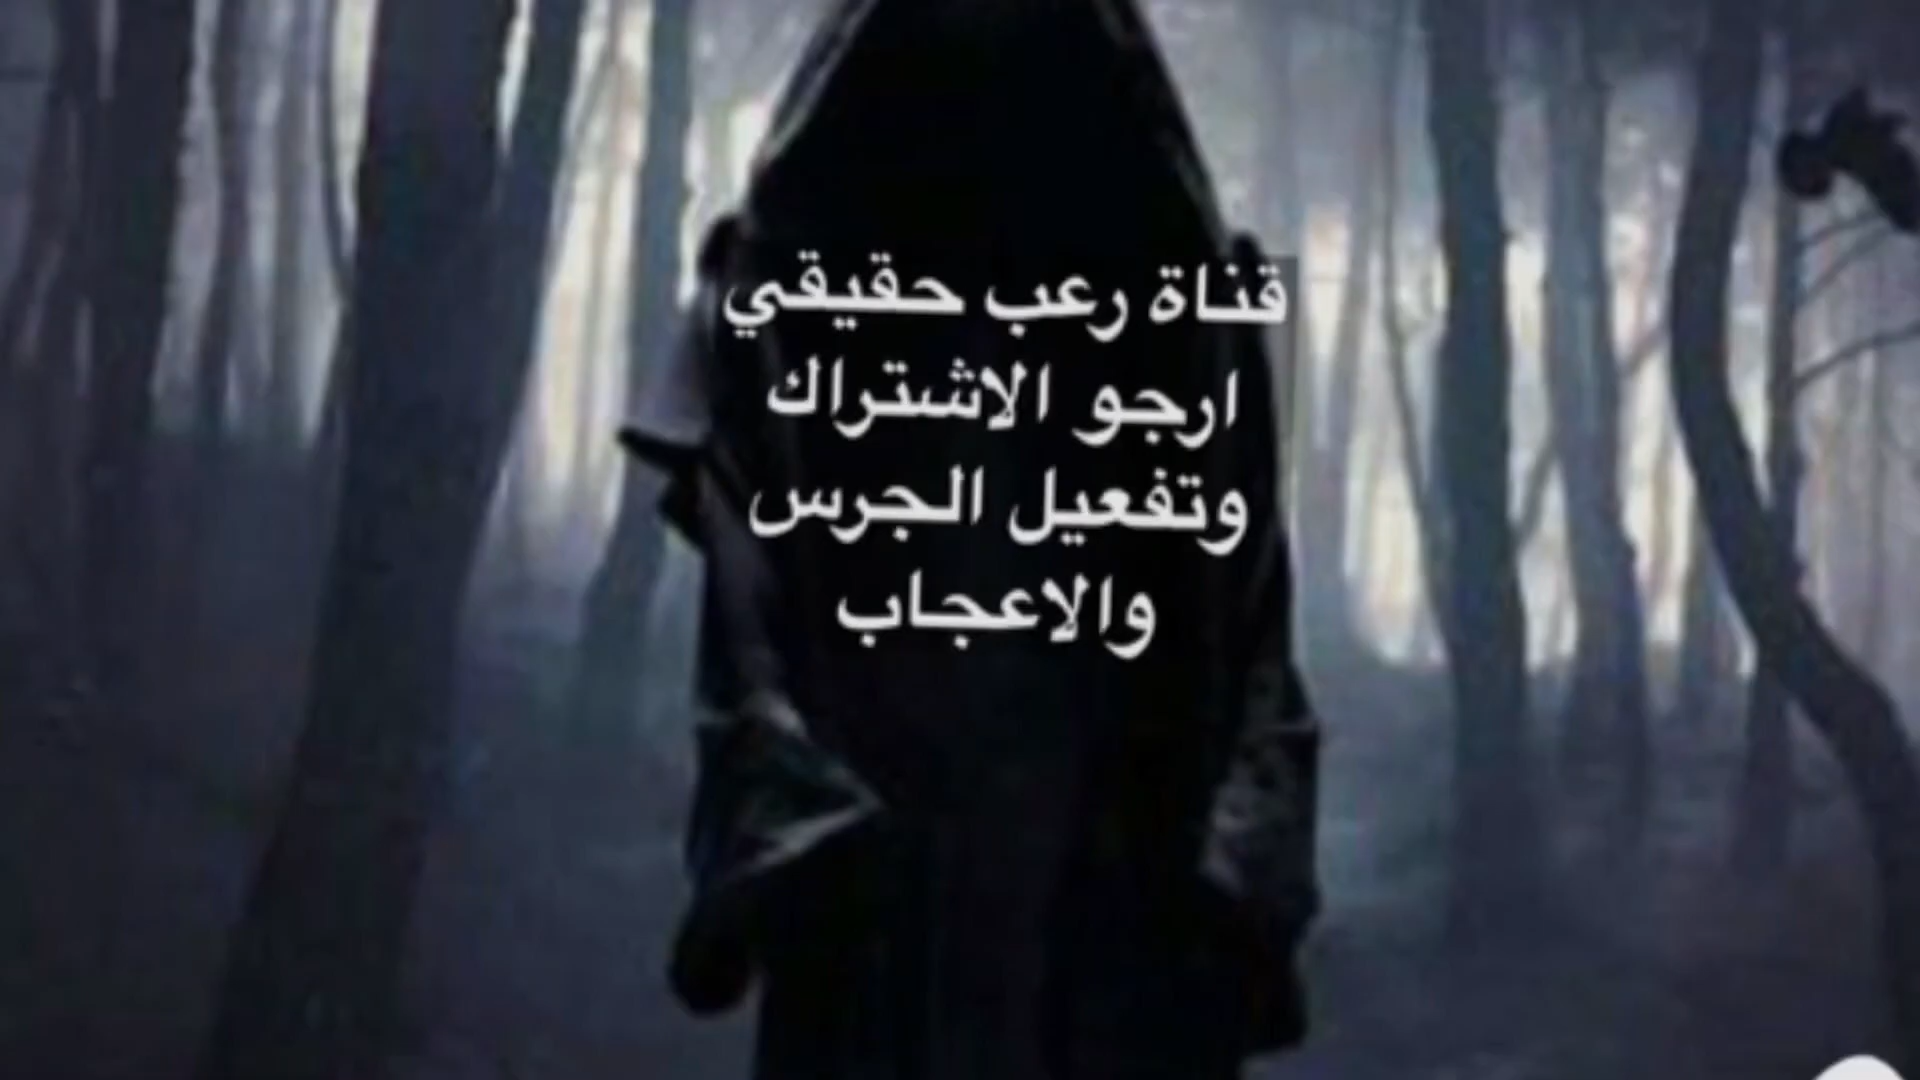 قناة رعب حقيقي
ارجو الاشتراك
وتفعيل الجرس
والاعجاب